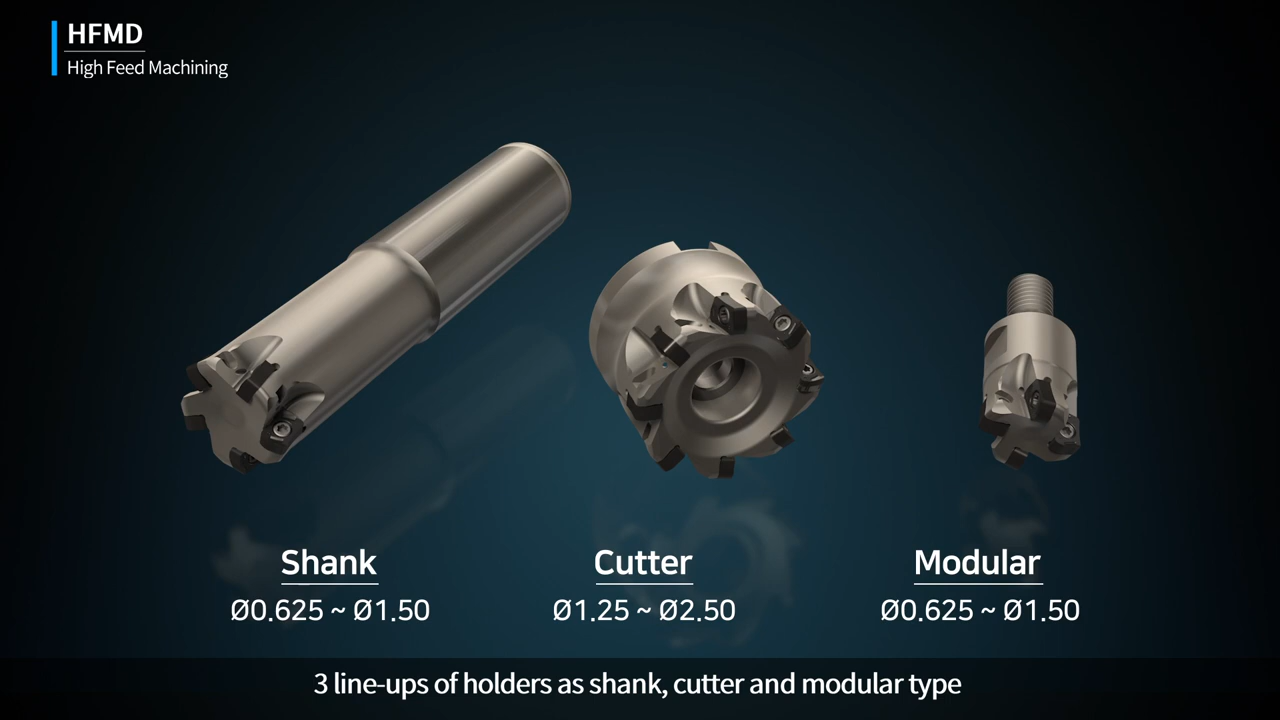 HFMD
High Feed Machining
Shank
Ø0.625 ~ Ø1.50
Cutter
Ø1.25 ~ Ø2.50
Modular
Ø0.625 ~ Ø1.50
3 line-ups of holders as shank, cutter and modular type